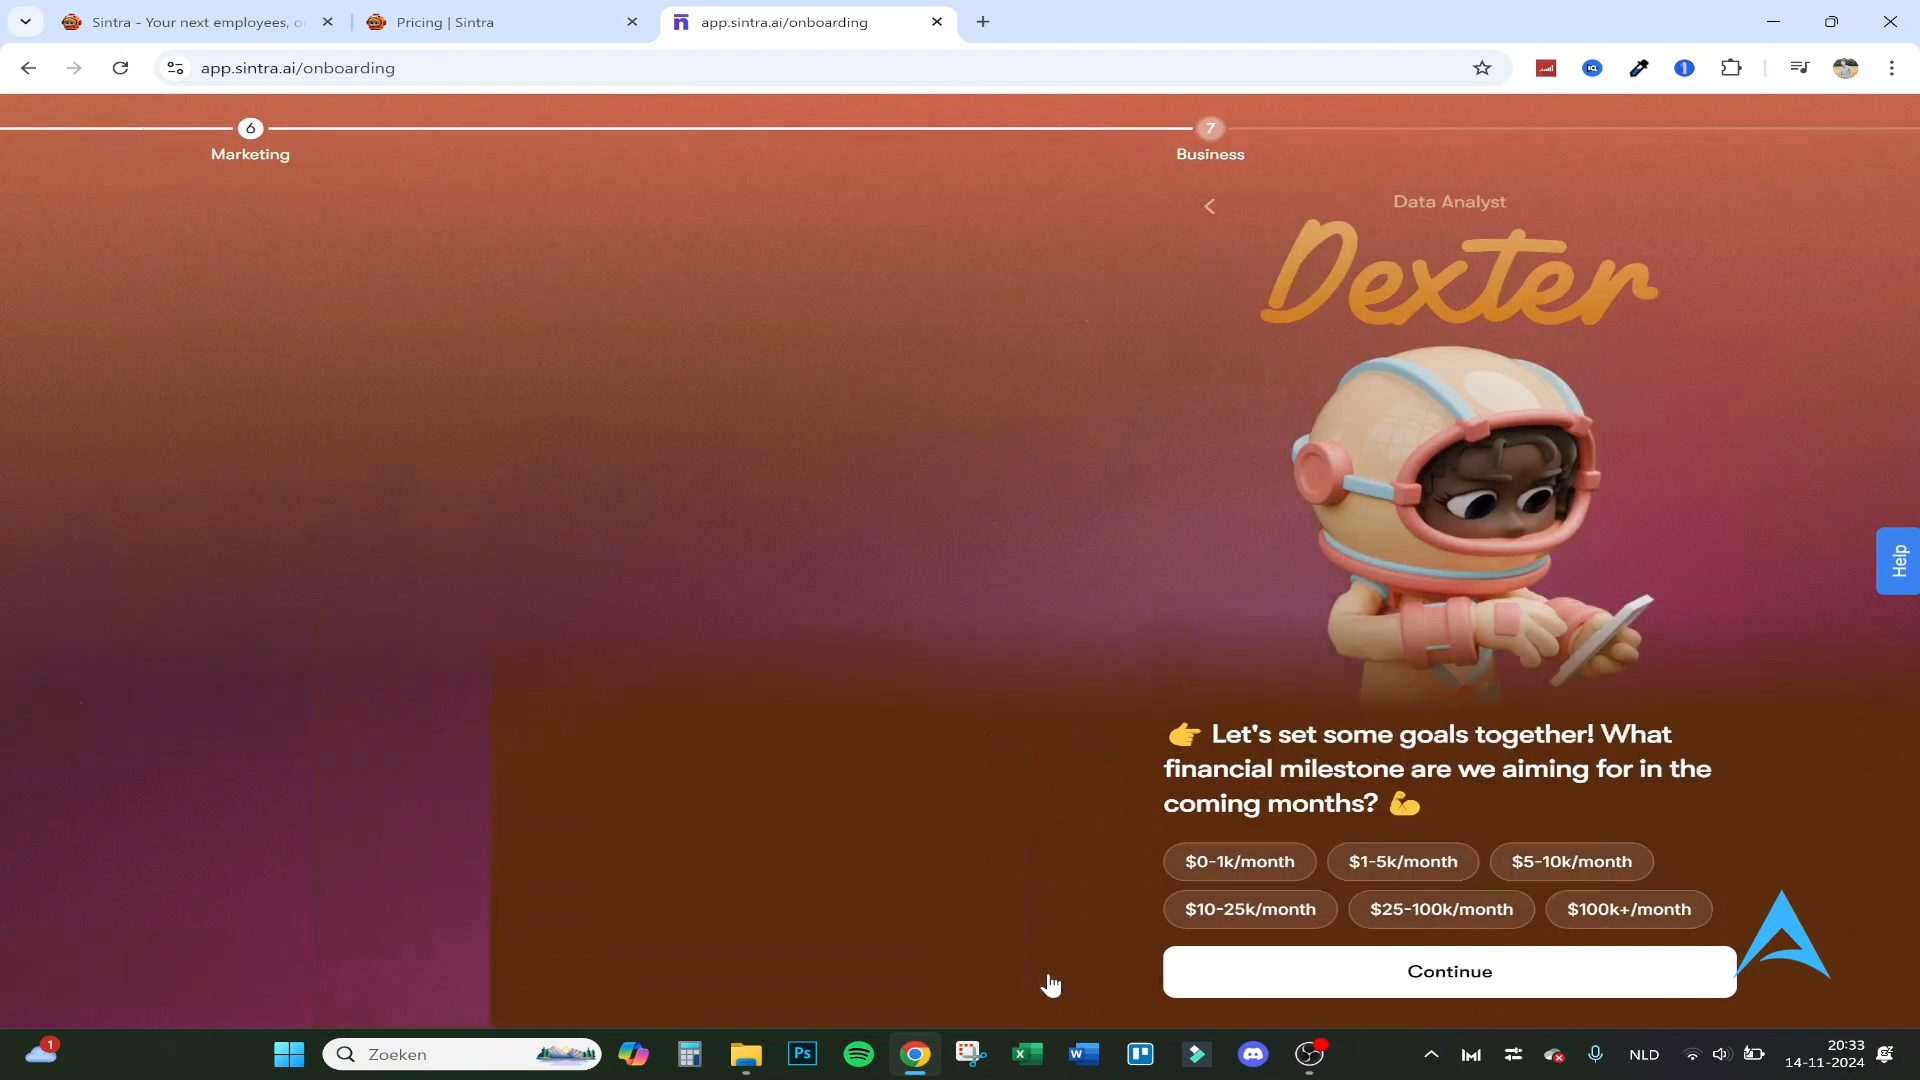 Sintra - Your next employees, o
Pricing | Sintra
app.sintra.ai/onboarding
app.sintra.ai/onboarding
6
Marketing
7
Business
Data Analyst
Dexter
Help
👉 Let's set some goals together! What
financial milestone are we aiming for in the
coming months? 💪
$0-1k/month
$1-5k/month
$5-10k/month
$10-25k/month
$25-100k/month
$100k+/month
Continue
1
Zoeken
Ps
NLD
20:33
14-11-2024